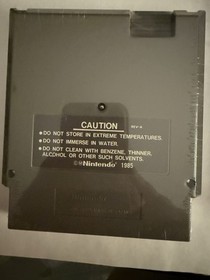 CAUTION REV-A
• DO NOT STORE IN EXTREME TEMPERATURES.
• DO NOT IMMERSE IN WATER.
• DO NOT CLEAN WITH BENZENE, THINNER,
ALCOHOL OR OTHER SUCH SOLVENTS.
©Nintendo 1985